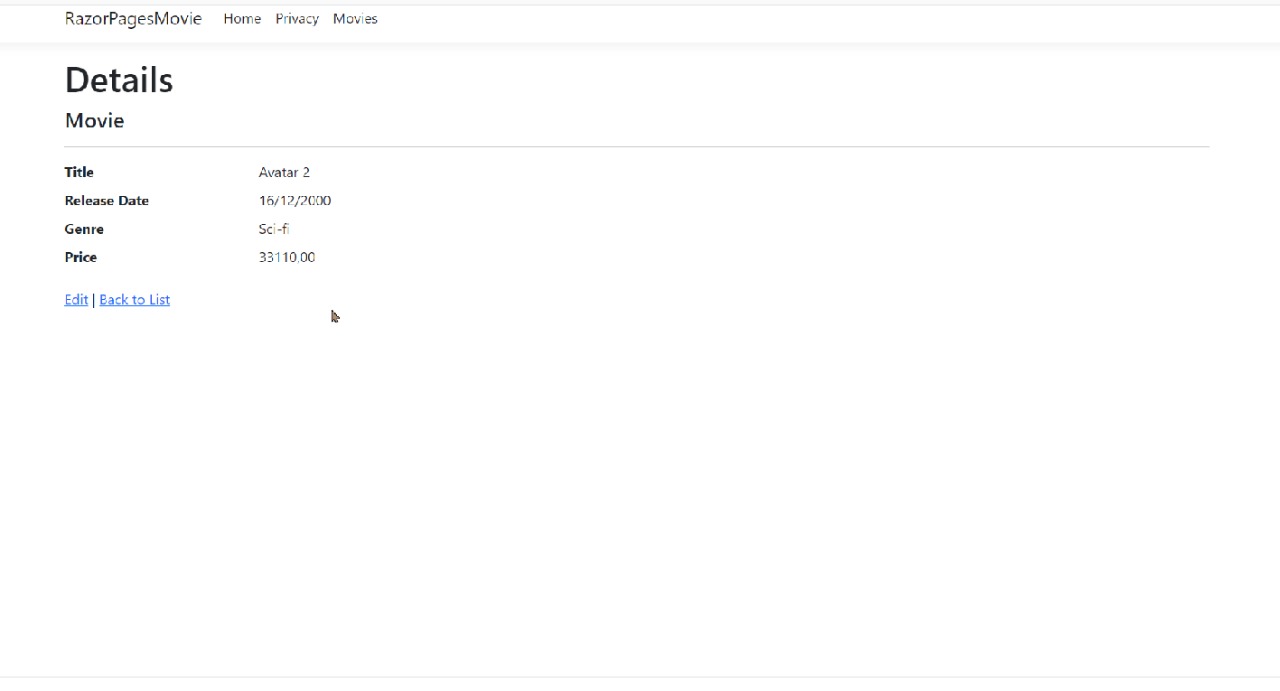 RazorPagesMovie Home Privacy Movies
Details
Movie
Title Avatar 2
Release Date 16/12/2000
Genre Sci-fi
Price 33110,00
Edit | Back to List